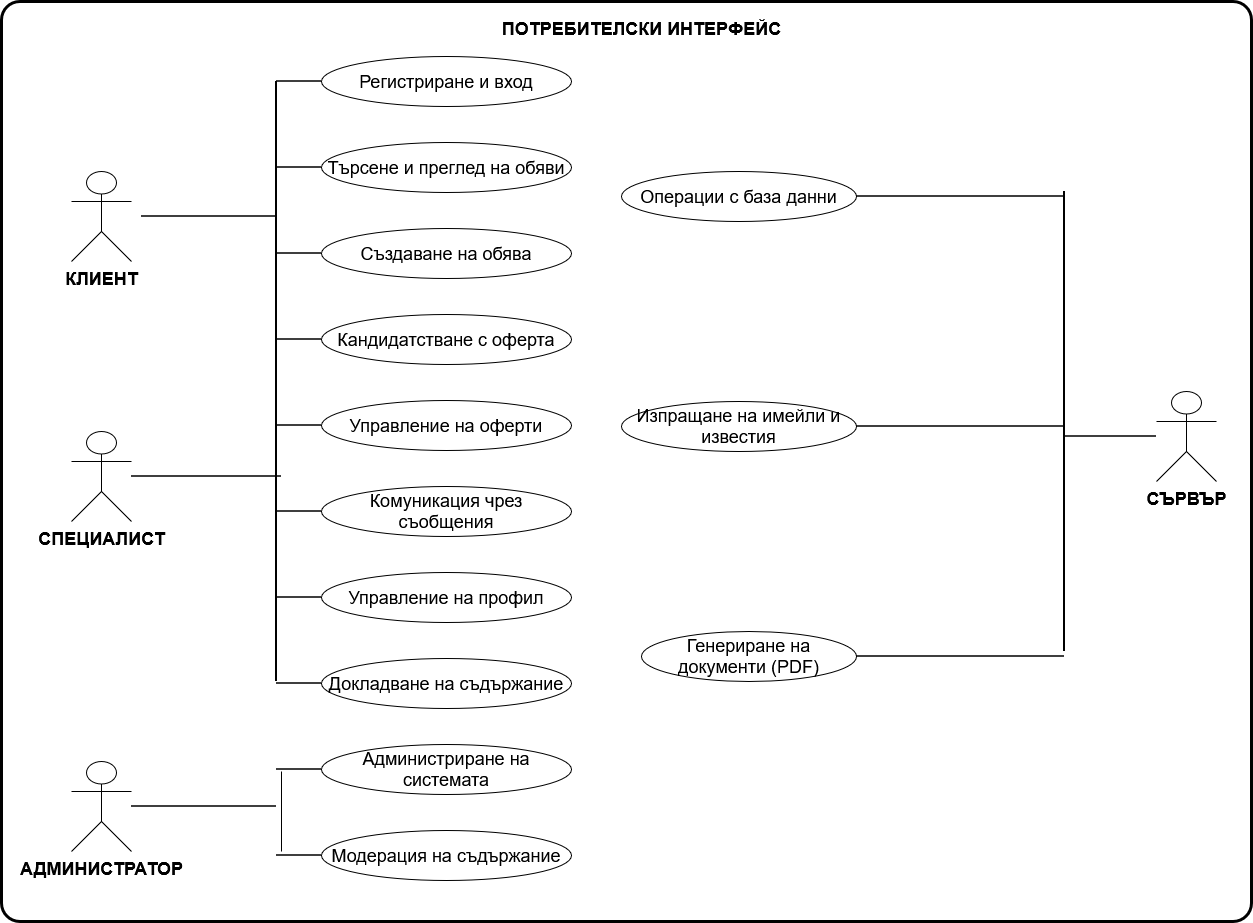 ПОТРЕБИТЕЛСКИ ИНТЕРФЕЙС
Регистриране и вход
Търсене и преглед на обяви
Създаване на обява
Кандидатстване с оферта
Управление на оферти
Комуникация чрез
съобщения
Управление на профил
Докладване на съдържание
Администриране на
системата
Модерация на съдържание
КЛИЕНТ
СПЕЦИАЛИСТ
АДМИНИСТРАТОР
Операции с база данни
Изпращане на имейли и
известия
Генериране на
документи (PDF)
СЪРВЪР